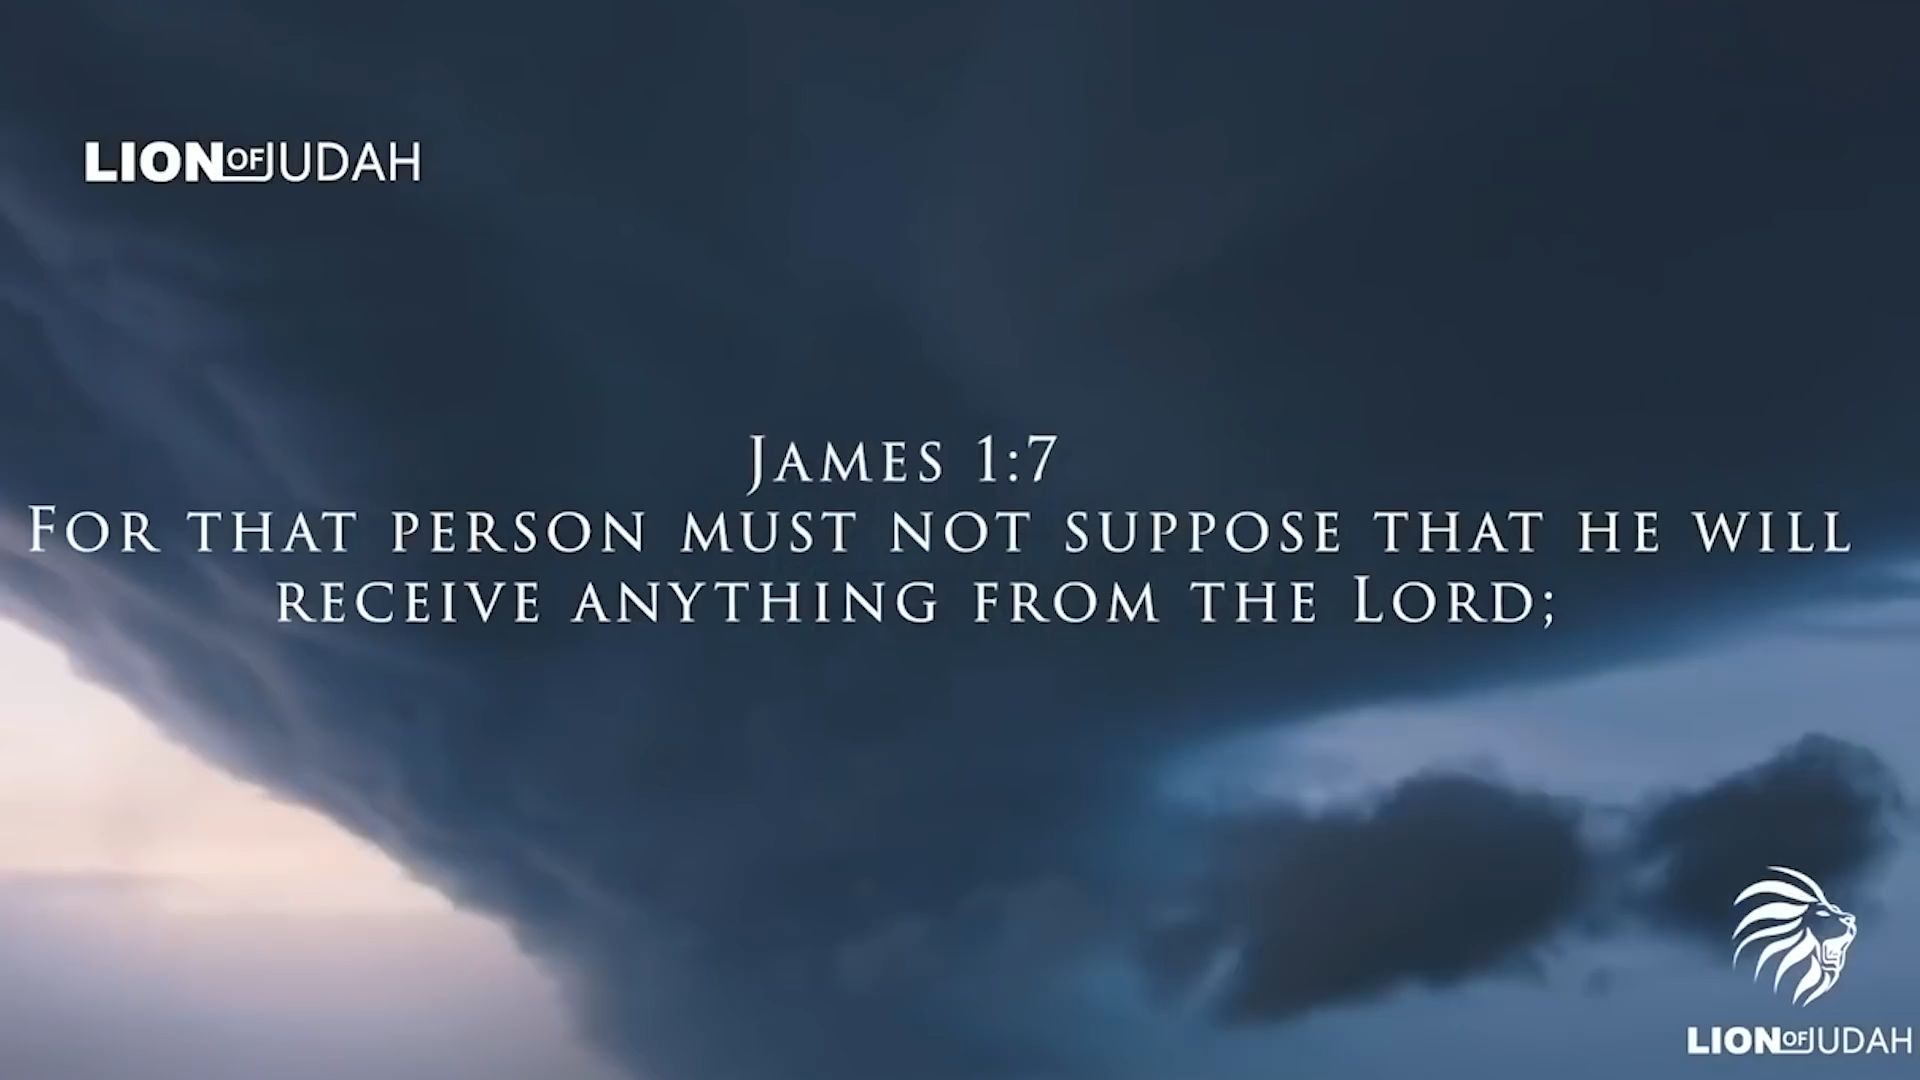 LION OF JUDAH
James 1:7
For that person must not suppose that he will
receive anything from the Lord;
LION OF JUDAH